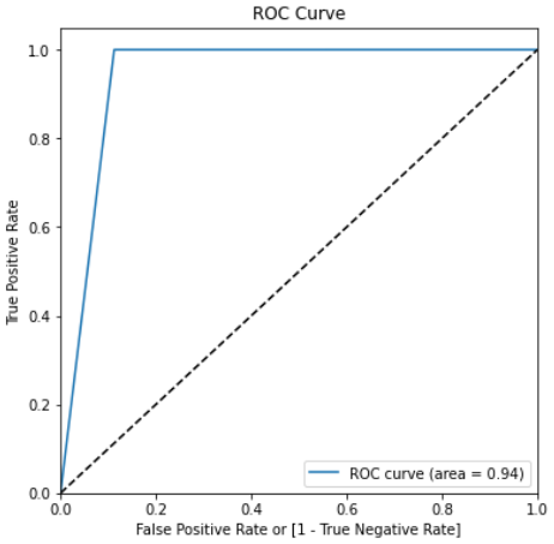 ROC Curve
1.0
0.8
0.6
0.4
0.2
0.0
True Positive Rate
ROC curve (area = 0.94)
0.0 0.2 0.4 0.6 0.8 1.0
False Positive Rate or [1 - True Negative Rate]